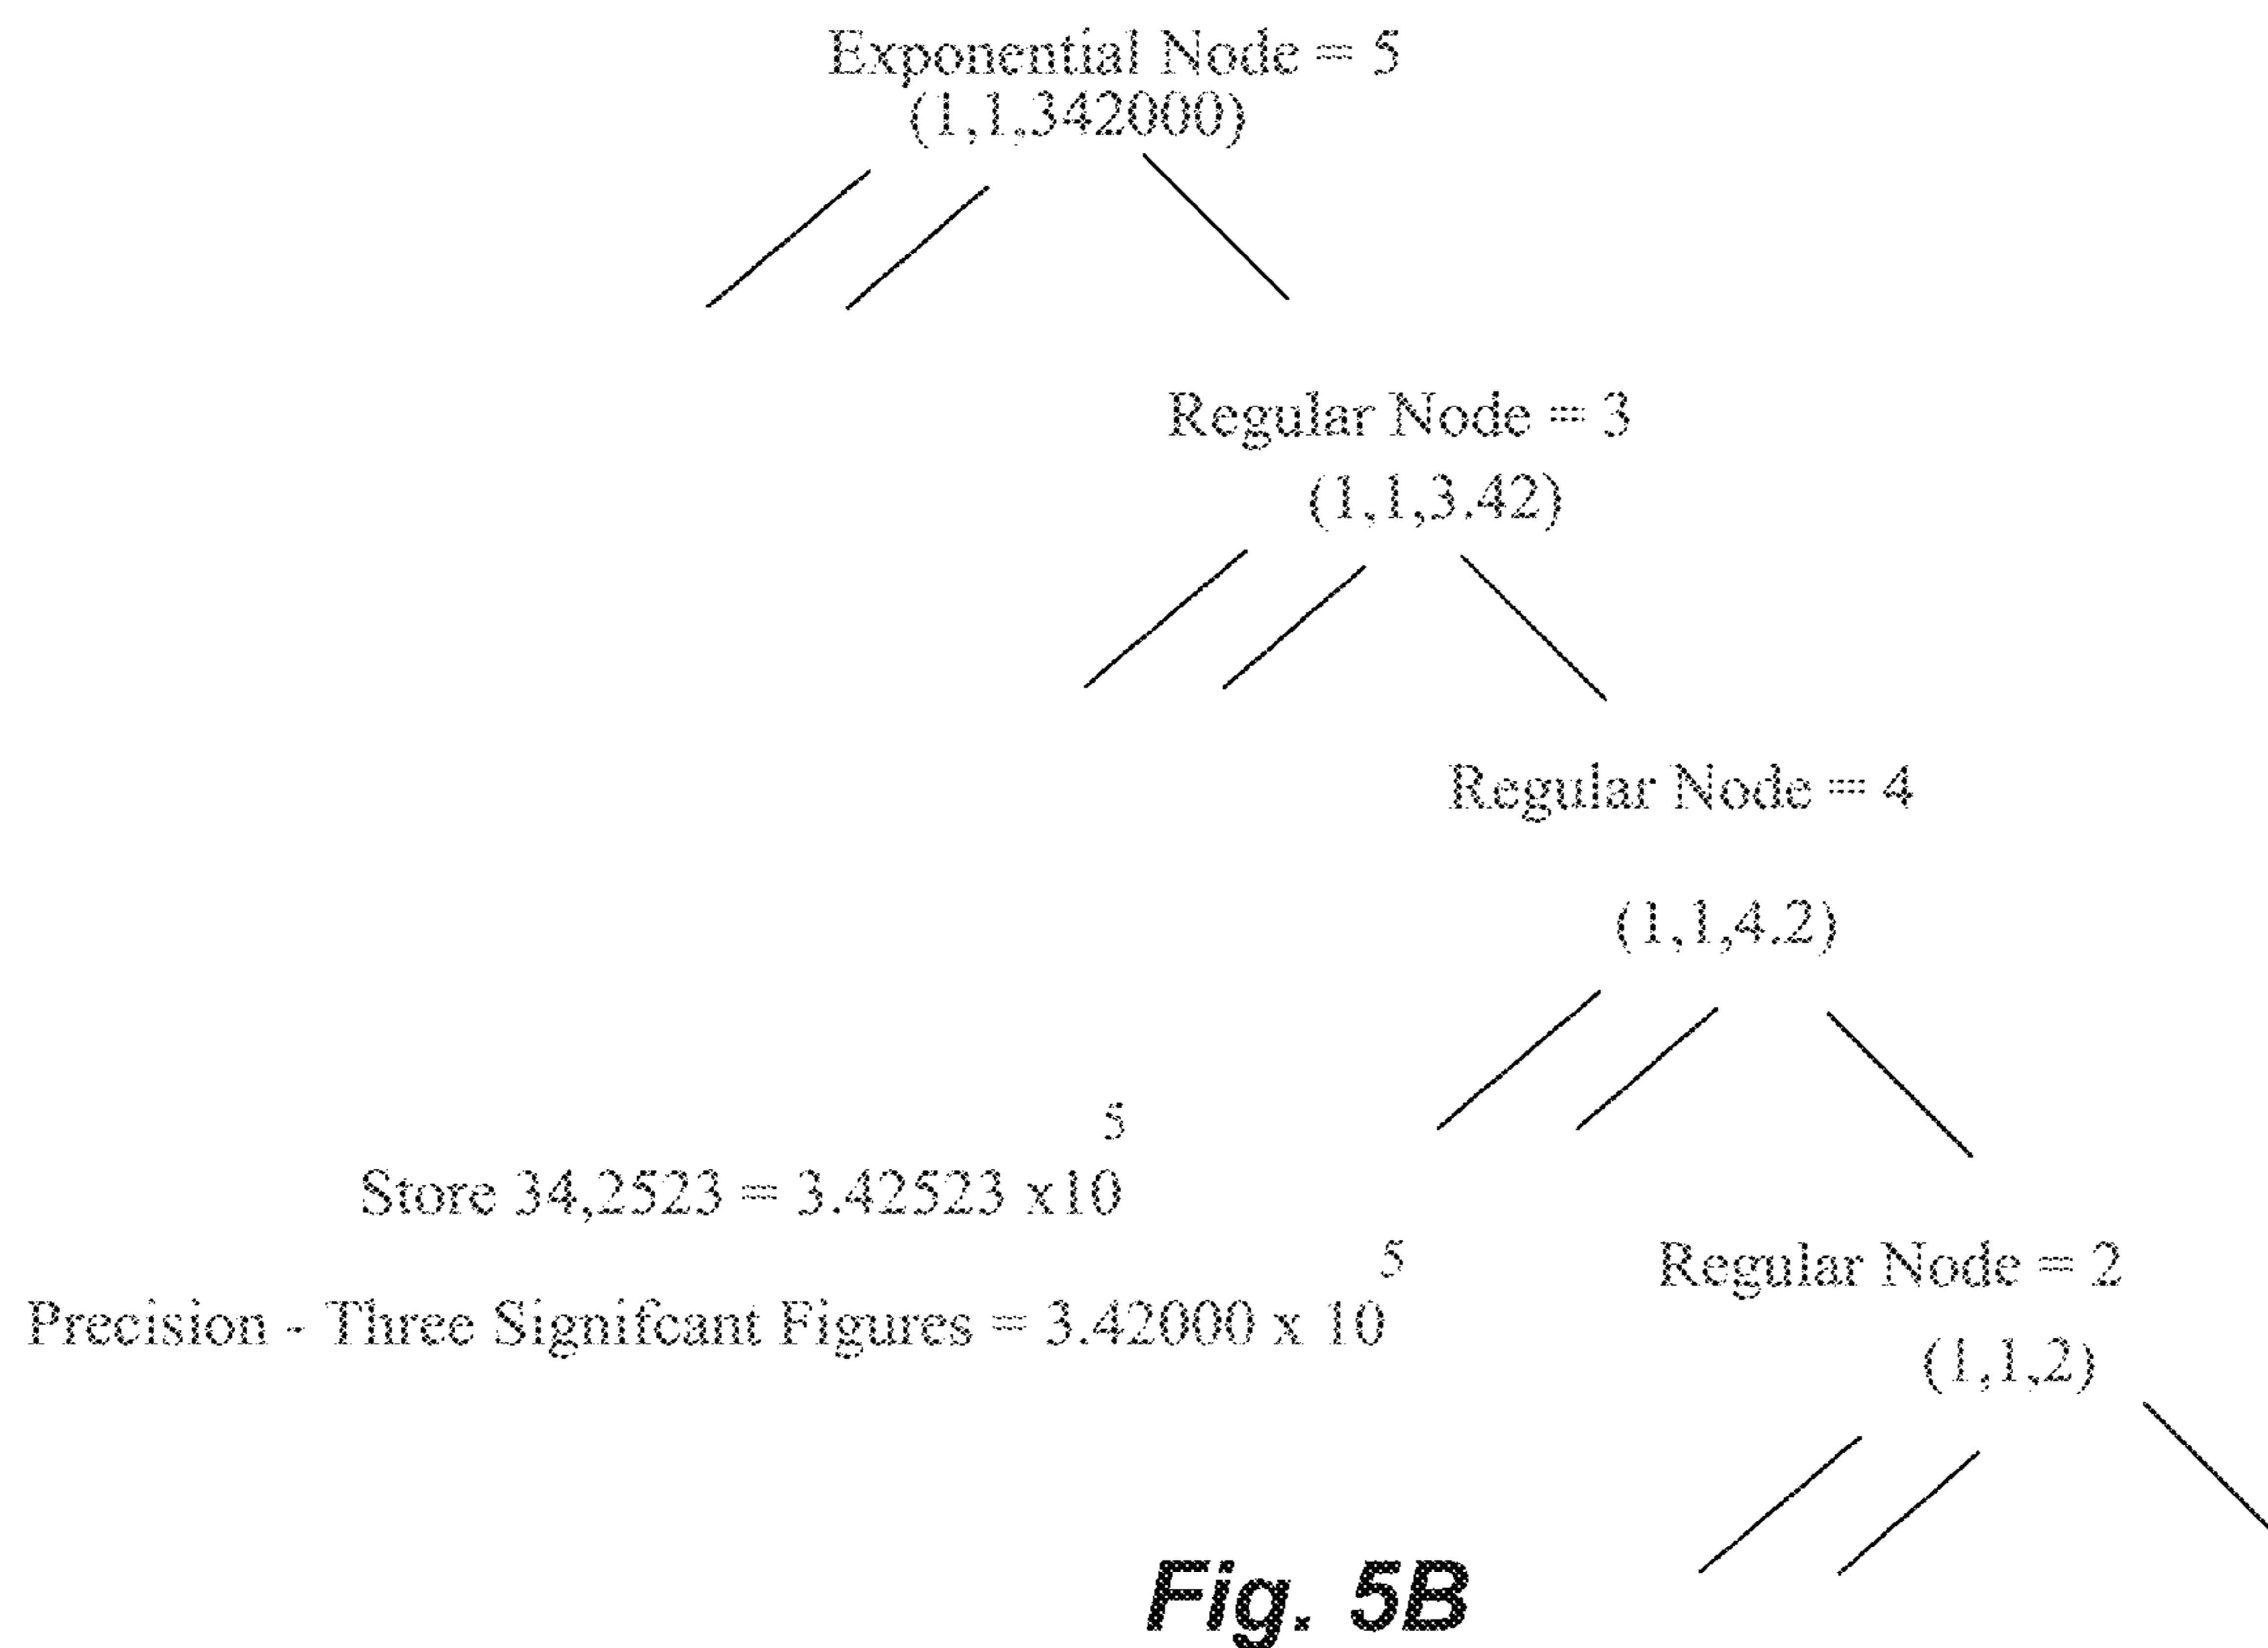 Exponential Node = 5
(1,1,342000)
Regular Node = 3
(1,1,3.42)
Regular Node = 4
(1,1,4.2)
Store 34,2523 = 3.42523 x10 5
Precision - Three Signifcant Figures = 3.42000 x 10 5
Regular Node = 2
(1,1,2)
Fig. 5B